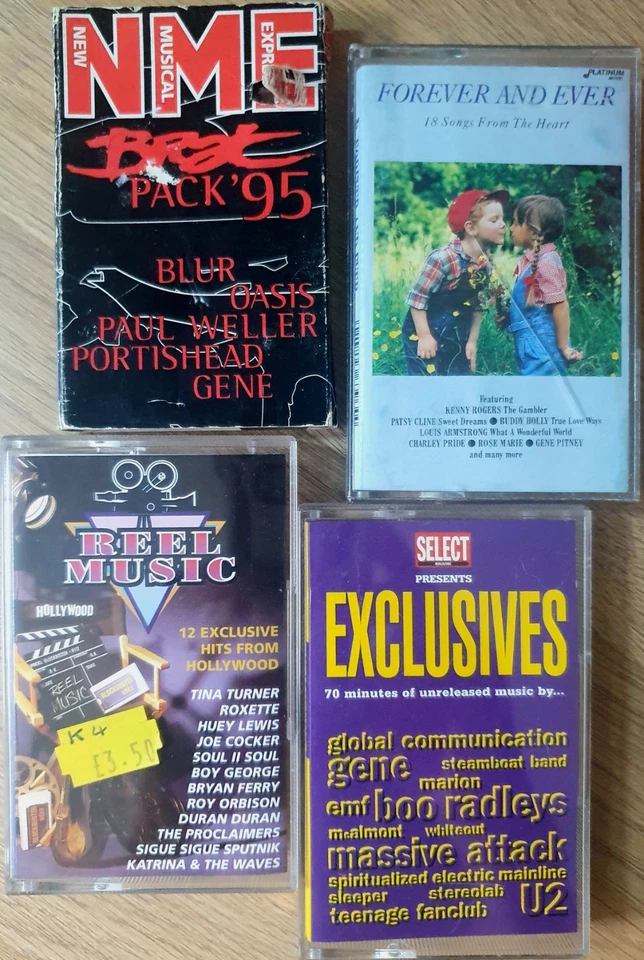 NEW
MUSICAL
EXPRE
NME
BRAT
PACK '95
BLUR
OASIS
PAUL WELLER
PORTISHEAD
GENE
PLATINUM
MUSIC
FOREVER AND EVER
18 Songs From The Heart
Featuring
KENNY ROGERS The Gambler
PATSY CLINE Sweet Dreams ● BUDDY HOLLY True Love Ways
LOUIS ARMSTRONG What A Wonderful World
CHARLEY PRIDE ● ROSE MARIE ● GENE PITNEY
and many more
REEL
MUSIC
HOLLYWOOD
REEL
MUSIC
12 EXCLUSIVE
HITS FROM
HOLLYWOOD
K4
£3.50
TINA TURNER
ROXETTE
HUEY LEWIS
JOE COCKER
SOUL II SOUL
BOY GEORGE
BRYAN FERRY
ROY ORBISON
DURAN DURAN
THE PROCLAIMERS
SIGUE SIGUE SPUTNIK
KATRINA & THE WAVES
SELECT
MAGAZINE
PRESENTS
EXCLUSIVES
70 minutes of unreleased music by...
global communication
gene steamboat band
marion
emf boo radleys
mcalmont whiteout
massive attack
spiritualized electric mainline
sleeper stereolab U2
teenage fanclub